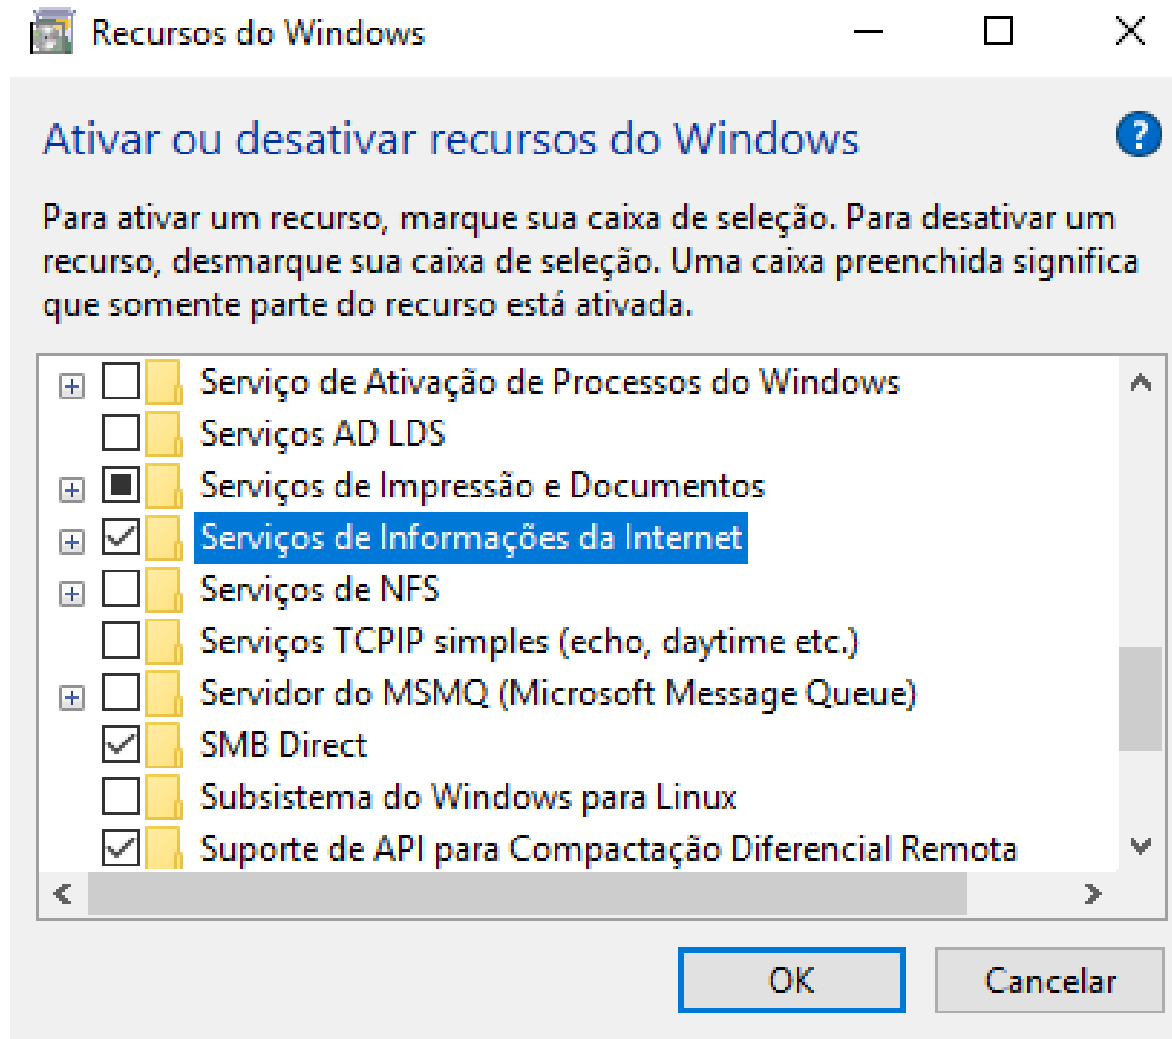 Recursos do Windows
Ativar ou desativar recursos do Windows
?
Para ativar um recurso, marque sua caixa de seleção. Para desativar um
recurso, desmarque sua caixa de seleção. Uma caixa preenchida significa
que somente parte do recurso está ativada.
Serviço de Ativação de Processos do Windows
Serviços AD LDS
Serviços de Impressão e Documentos
Serviços de Informações da Internet
Serviços de NFS
Serviços TCPIP simples (echo, daytime etc.)
Servidor do MSMQ (Microsoft Message Queue)
SMB Direct
Subsistema do Windows para Linux
Suporte de API para Compactação Diferencial Remota
OK
Cancelar